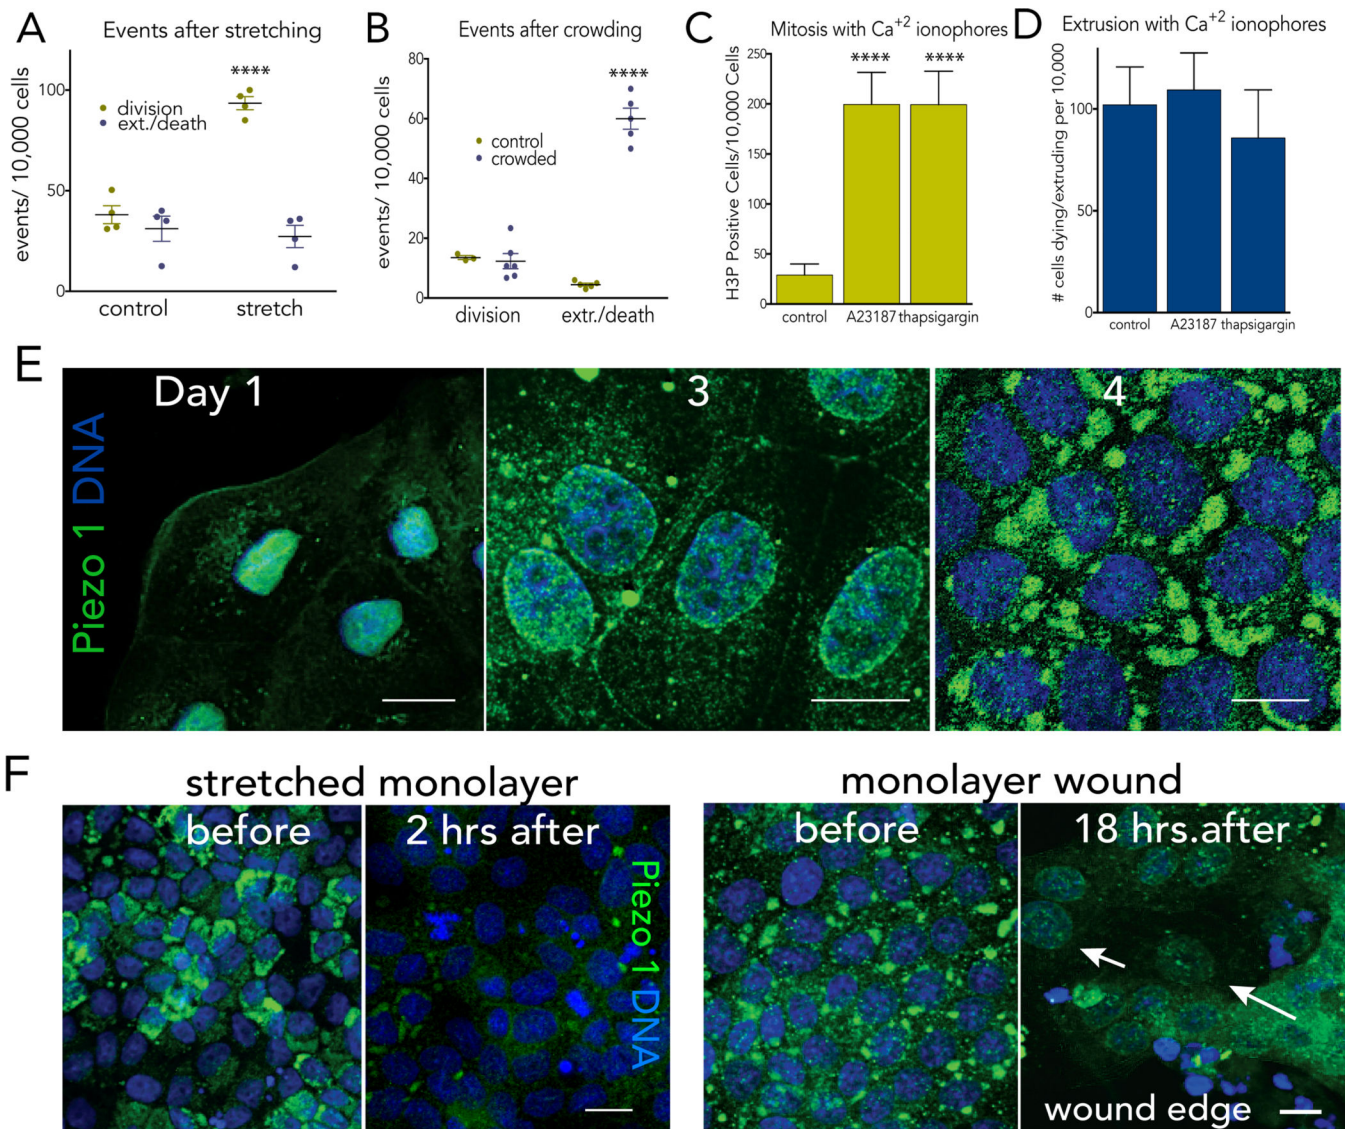 A
Events after stretching
events/ 10,000 cells
100
50
0
****
division
ext./death
control
stretch
B
Events after crowding
events/ 10,000 cells
80
60
40
20
0
****
control
crowded
division
extr./death
C
Mitosis with Ca+2 ionophores
H3P Positive Cells/10,000 Cells
250
200
150
100
50
0
****
****
control
A23187
thapsigargin
D
Extrusion with Ca+2 ionophores
# cells dying/extruding per 10,000
100
50
0
control
A23187
thapsigargin
E
Piezo 1 DNA
Day 1
3
4
F
stretched monolayer
before
2 hrs after
Piezo 1 DNA
monolayer wound
before
18 hrs.after
wound edge